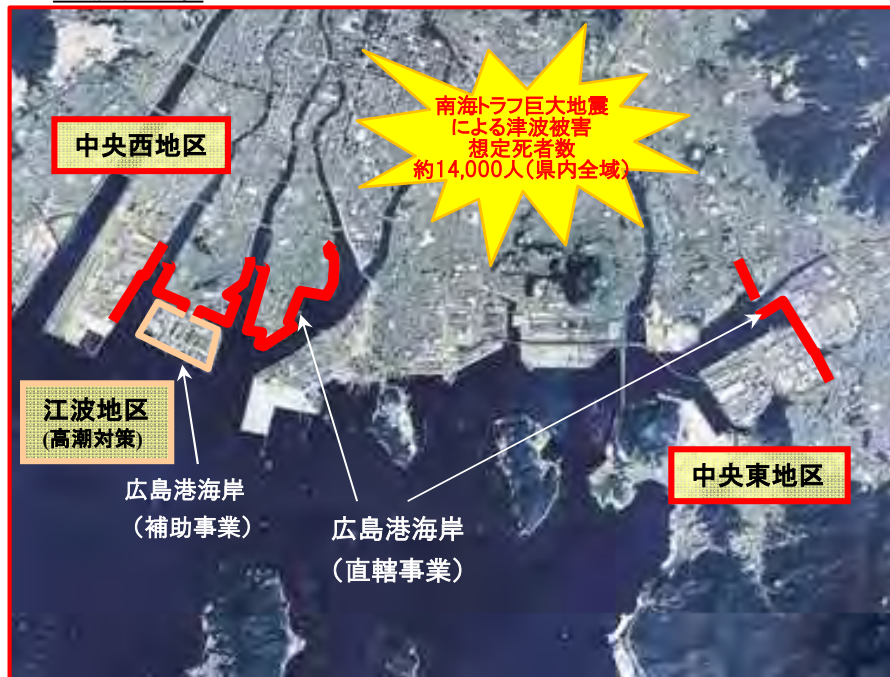 南海トラフ巨大地震
による津波被害
想定死者数
約14,000人(県内全域)
中央西地区
江波地区
(高潮対策)
中央東地区
広島港海岸
(補助事業)
広島港海岸
(直轄事業)